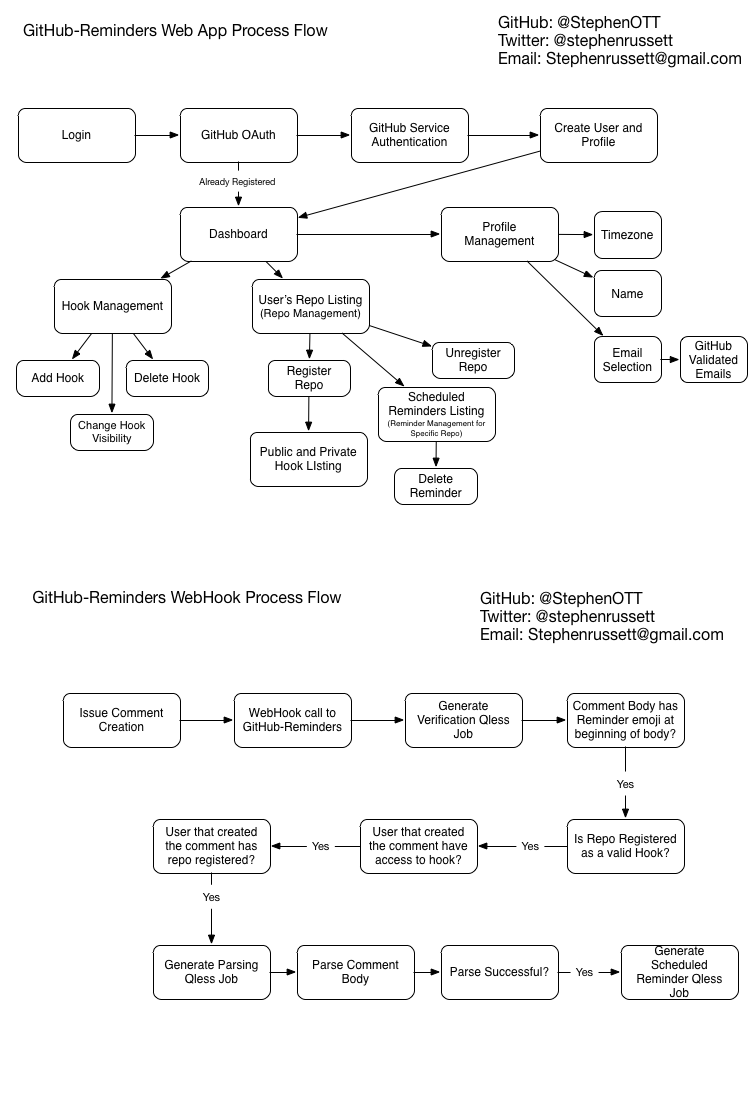 GitHub-Reminders Web App Process Flow
GitHub: @StephenOTT
Twitter: @stephenrussett
Email: Stephenrussett@gmail.com
Login
GitHub OAuth
GitHub Service
Authentication
Create User and
Profile
Already Registered
Dashboard
Profile
Management
Timezone
Name
Email
Selection
GitHub
Validated
Emails
Hook Management
User's Repo Listing
(Repo Management)
Add Hook
Delete Hook
Change Hook
Visibility
Register
Repo
Unregister
Repo
Scheduled
Reminders Listing
(Reminder Management for
Specific Repo)
Public and Private
Hook LIsting
Delete
Reminder
GitHub-Reminders WebHook Process Flow
GitHub: @StephenOTT
Twitter: @stephenrussett
Email: Stephenrussett@gmail.com
Issue Comment
Creation
WebHook call to
GitHub-Reminders
Generate
Verification Qless
Job
Comment Body has
Reminder emoji at
beginning of body?
Yes
Is Repo Registered
as a valid Hook?
Yes
User that created
the comment have
access to hook?
Yes
User that created
the comment has
repo registered?
Yes
Generate Parsing
Qless Job
Parse Comment
Body
Parse Successful?
Yes
Generate
Scheduled
Reminder Qless
Job